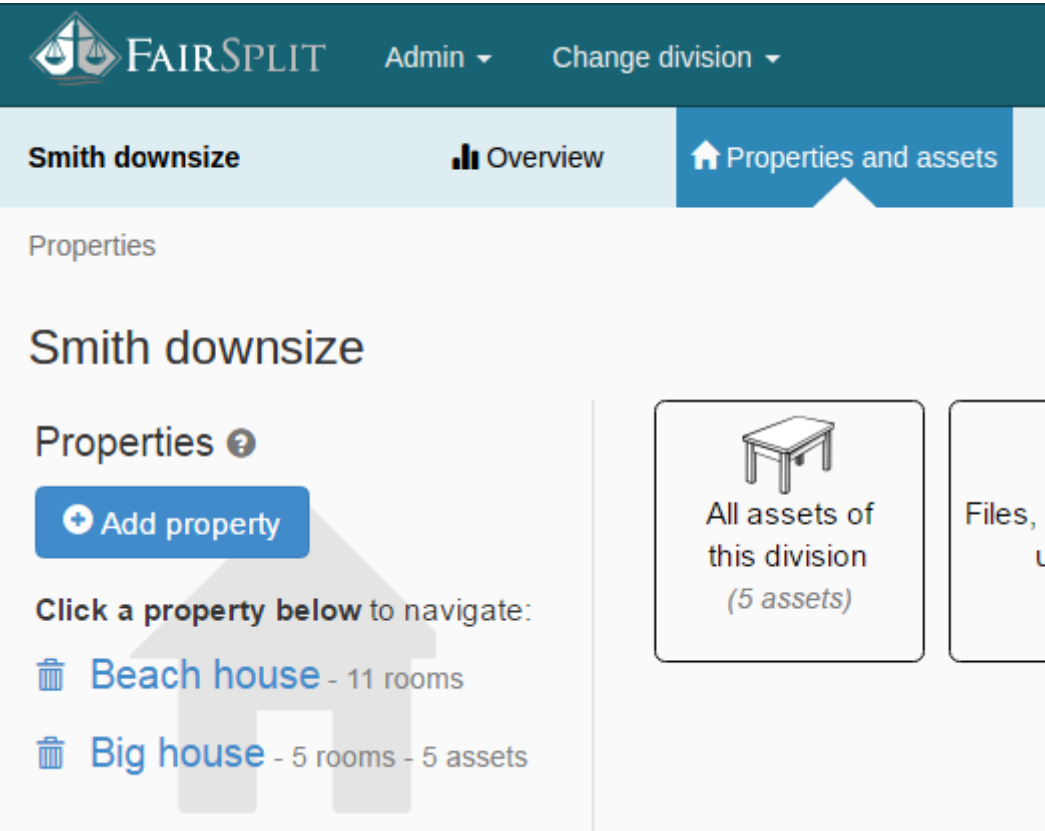 FAIRSPLIT Admin Change division
Smith downsize Overview Properties and assets
Properties
Smith downsize
Properties
Add property
Click a property below to navigate:
Beach house - 11 rooms
Big house - 5 rooms - 5 assets
All assets of
this division
(5 assets)
Files,
u